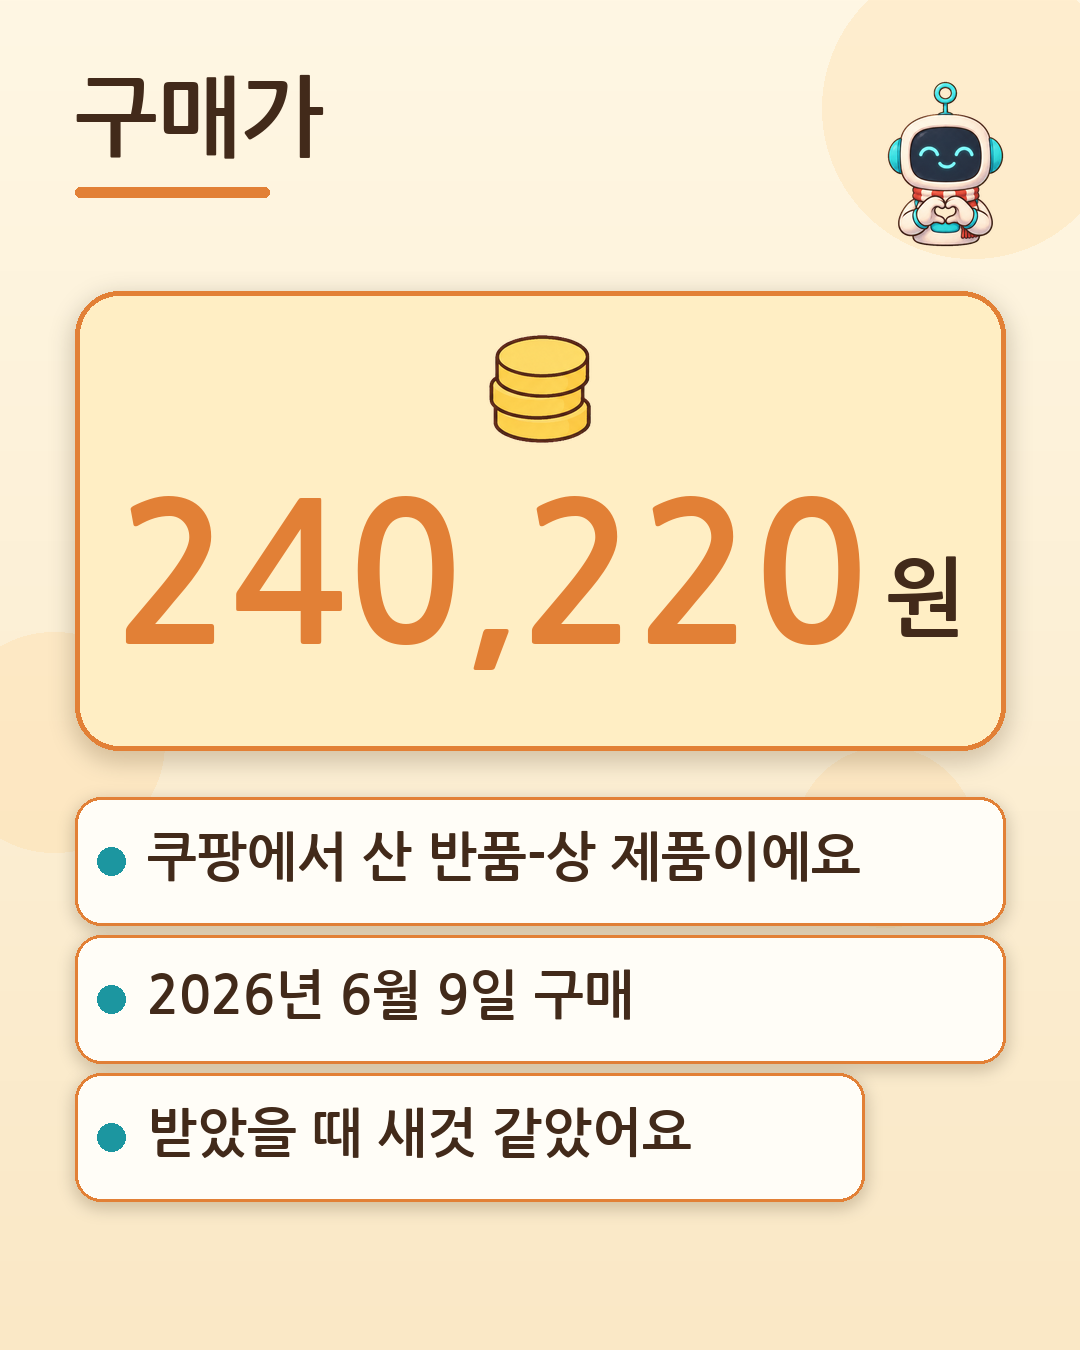 구매가
240,220 원
쿠팡에서 산 반품-상 제품이에요
2026년 6월 9일 구매
받았을 때 새것 같았어요